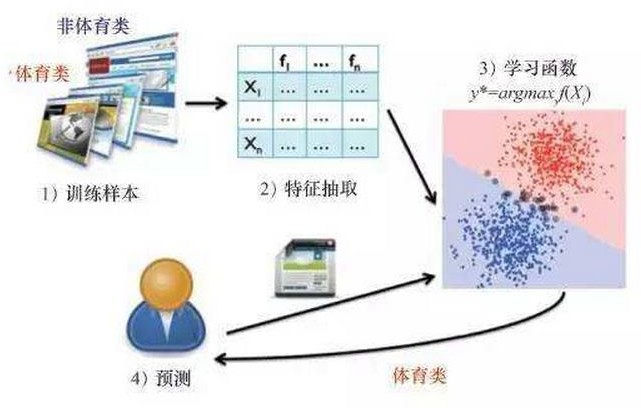 非体育类
体育类
1) 训练样本
f₁ ... fₙ
X₁ ... ... ...
... ... ... ...
Xₙ ... ... ...
2) 特征抽取
3) 学习函数
y*=argmax f(Xᵢ)
4) 预测
体育类